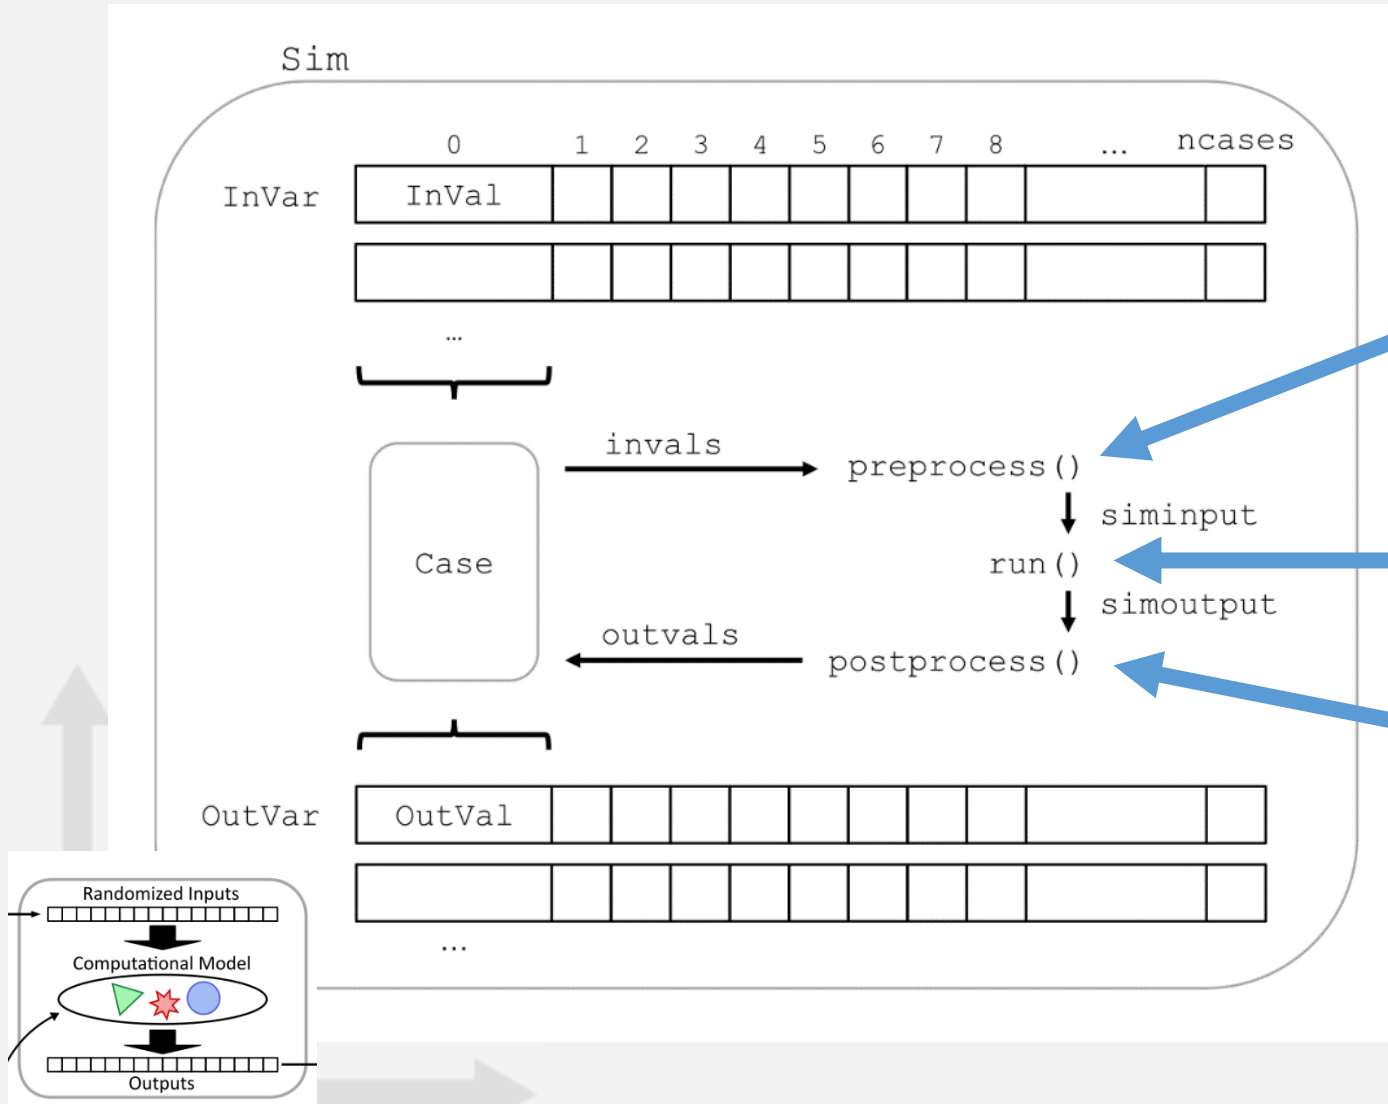 Sim
0 1 2 3 4 5 6 7 8 ... ncases
InVar InVal
...
invals
preprocess()
siminput
Case
run()
simoutput
outvals
postprocess()
OutVar OutVal
...
Randomized Inputs
Computational Model
Outputs